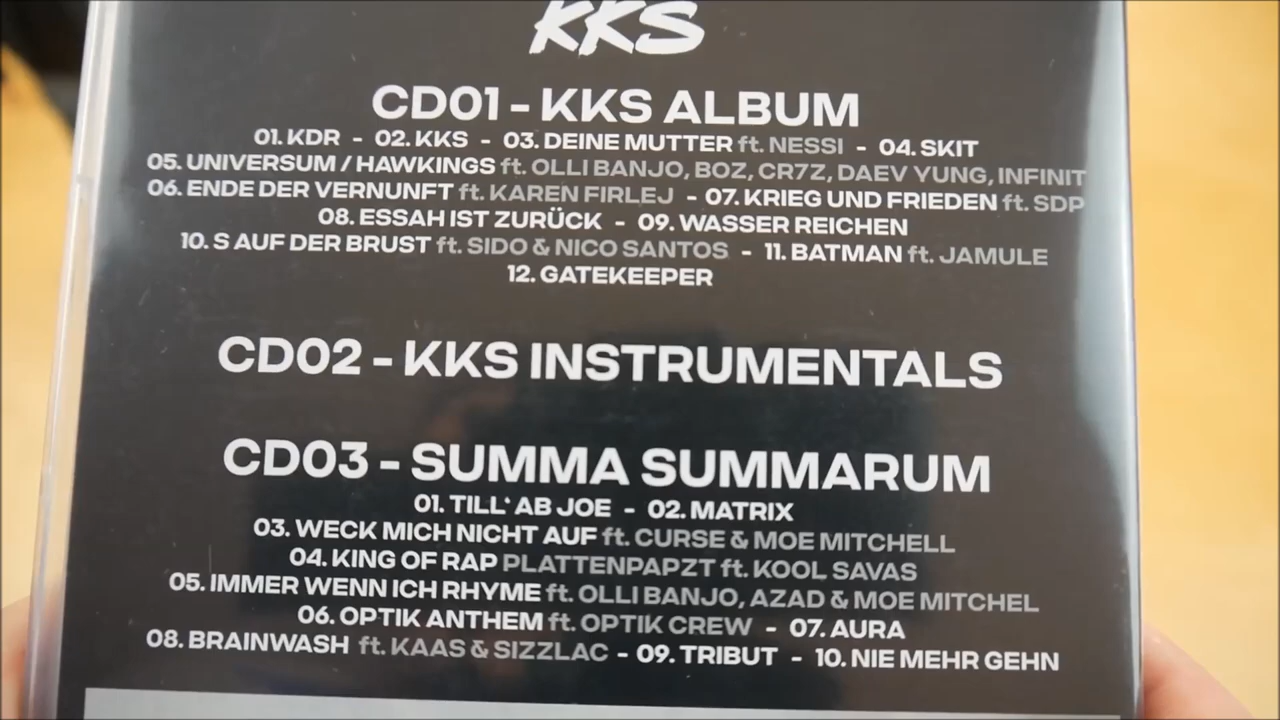 KKS
CD01 - KKS ALBUM
01. KDR - 02. KKS - 03. DEINE MUTTER ft. NESSI - 04. SKIT
05. UNIVERSUM / HAWKINGS ft. OLLI BANJO, BOZ, CR7Z, DAEV YUNG, INFINIT
06. ENDE DER VERNUNFT ft. KAREN FIRLEJ - 07. KRIEG UND FRIEDEN ft. SDP
08. ESSAH IST ZURÜCK - 09. WASSER REICHEN
10. S AUF DER BRUST ft. SIDO & NICO SANTOS - 11. BATMAN ft. JAMULE
12. GATEKEEPER
CD02 - KKS INSTRUMENTALS
CD03 - SUMMA SUMMARUM
01. TILL‘ AB JOE - 02. MATRIX
03. WECK MICH NICHT AUF ft. CURSE & MOE MITCHELL
04. KING OF RAP PLATTENPAPZT ft. KOOL SAVAS
05. IMMER WENN ICH RHYME ft. OLLI BANJO, AZAD & MOE MITCHEL
06. OPTIK ANTHEM ft. OPTIK CREW - 07. AURA
08. BRAINWASH ft. KAAS & SIZZLAC - 09. TRIBUT - 10. NIE MEHR GEHN